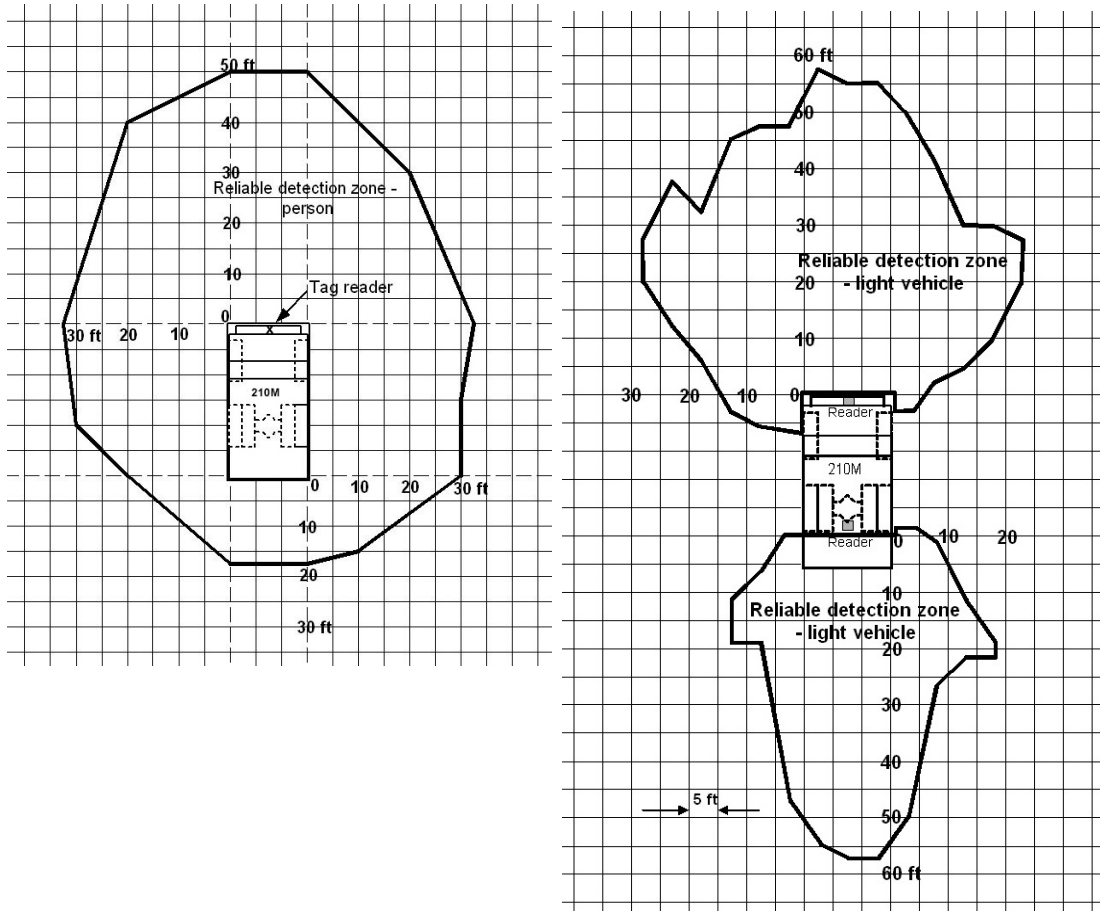 50 ft
40
30
Reliable detection zone -
person
20
10
Tag reader
0
x
30 ft 20 10
210M
0 10 20 30 ft
10
20
30 ft
60 ft
50
40
30
Reliable detection zone
20
- light vehicle
10
30 20 10 0
Reader
210M
Reader
0 10 20
10
Reliable detection zone
- light vehicle
20
30
40
5 ft
50
60 ft